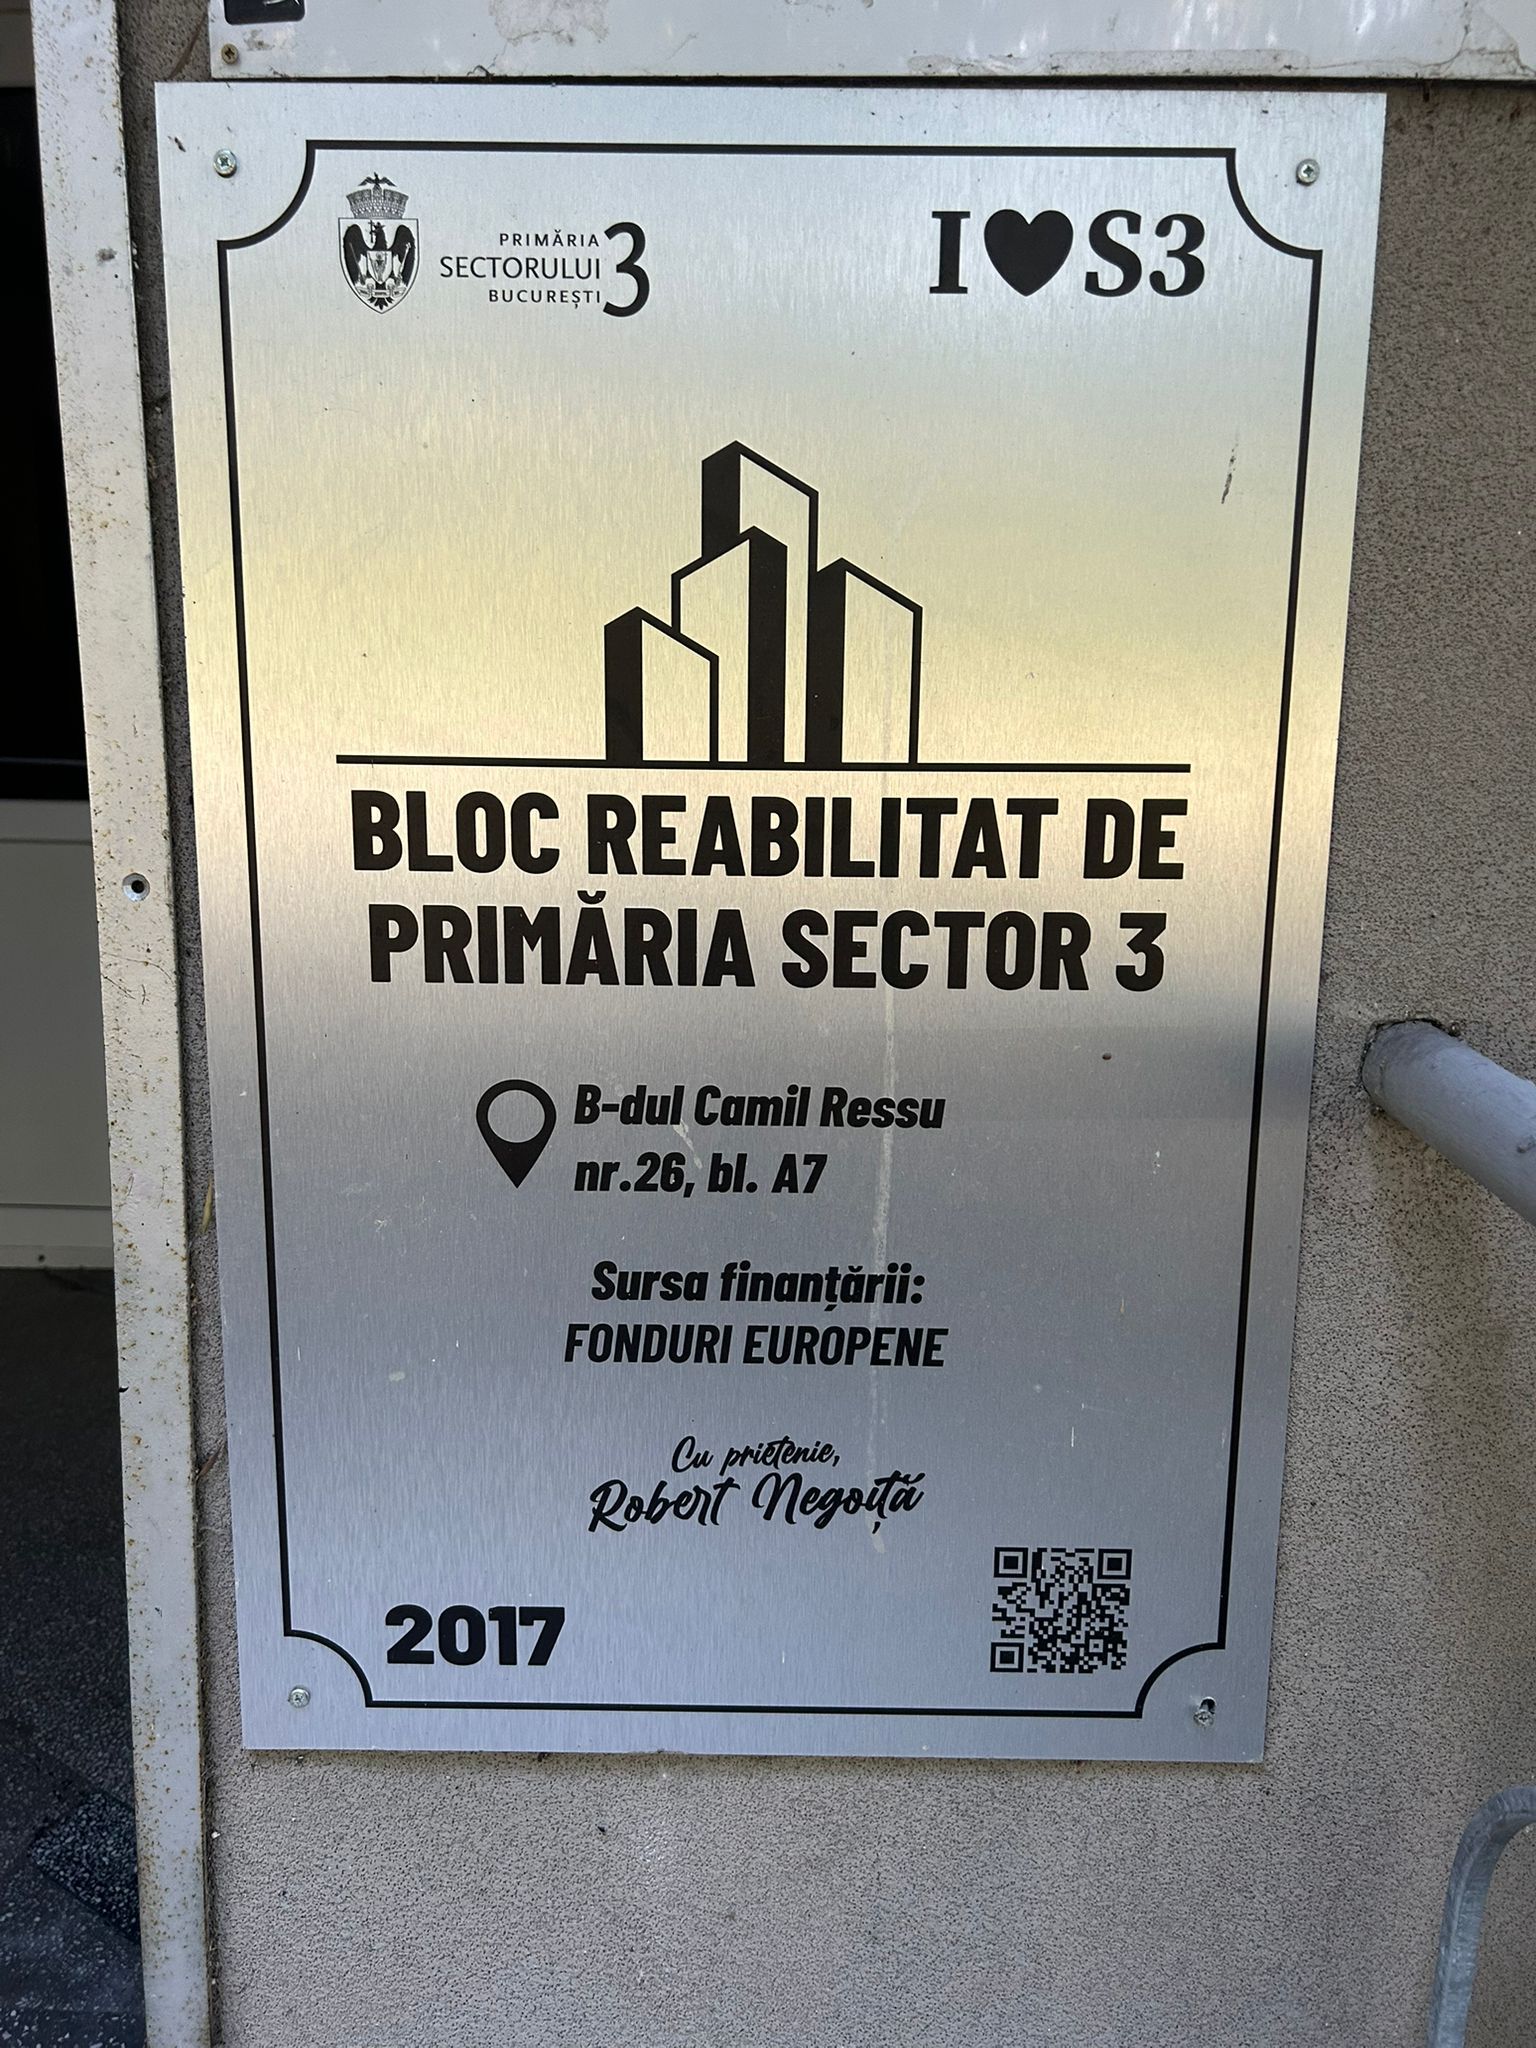 PRIMĂRIA
SECTORULUI 3
BUCUREȘTI
I ♥ S3
BLOC REABILITAT DE
PRIMĂRIA SECTOR 3
B-dul Camil Ressu
nr.26, bl. A7
Sursa finanțării:
FONDURI EUROPENE
Cu prietenie,
Robert Negoiță
2017